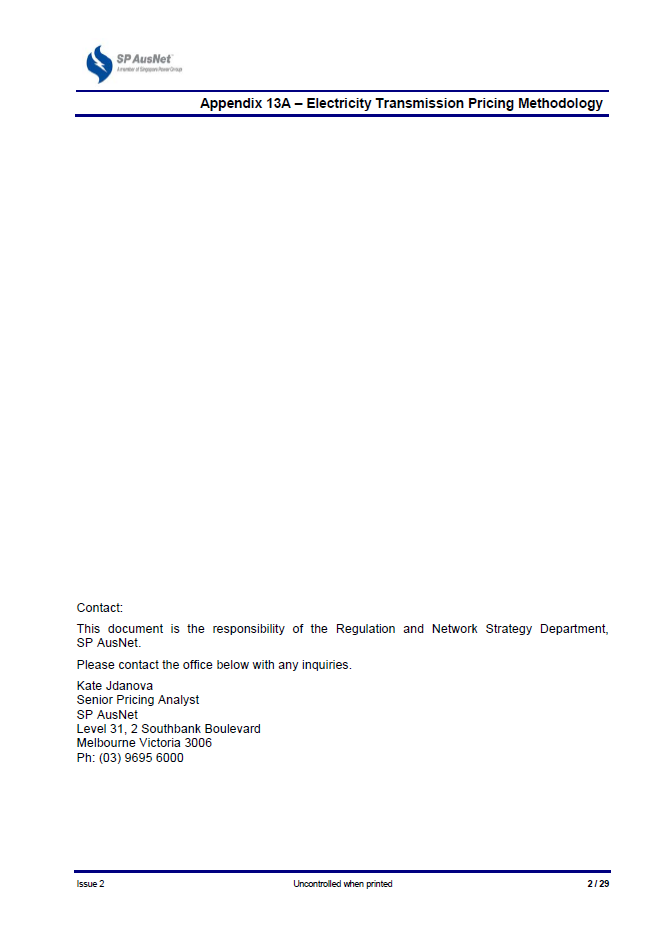 SP AusNet
A member of Singapore Power Group
Appendix 13A – Electricity Transmission Pricing Methodology
Contact:
This document is the responsibility of the Regulation and Network Strategy Department,
SP AusNet.
Please contact the office below with any inquiries.
Kate Jdanova
Senior Pricing Analyst
SP AusNet
Level 31, 2 Southbank Boulevard
Melbourne Victoria 3006
Ph: (03) 9695 6000
Issue 2
Uncontrolled when printed
2 / 29